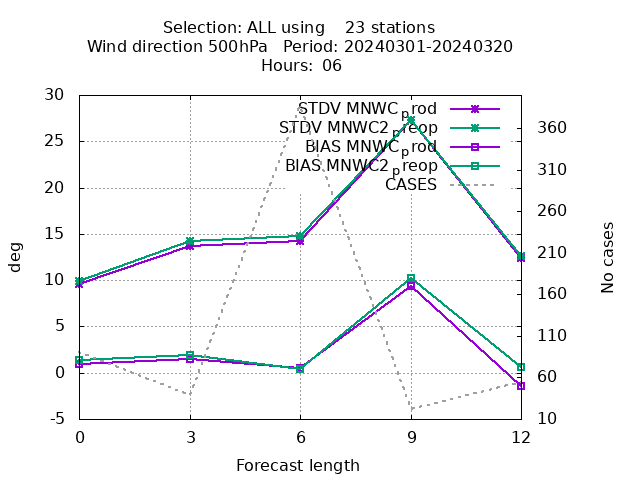 Selection: ALL using 23 stations
Wind direction 500hPa Period: 20240301-20240320
Hours: 06
30
25
20
15
10
5
0
-5
deg
STDV MNWC_prod
STDV MNWC2_preop
BIAS MNWC_prod
BIAS MNWC2_preop
CASES
360
310
260
210
160
110
60
10
No cases
0 3 6 9 12
Forecast length